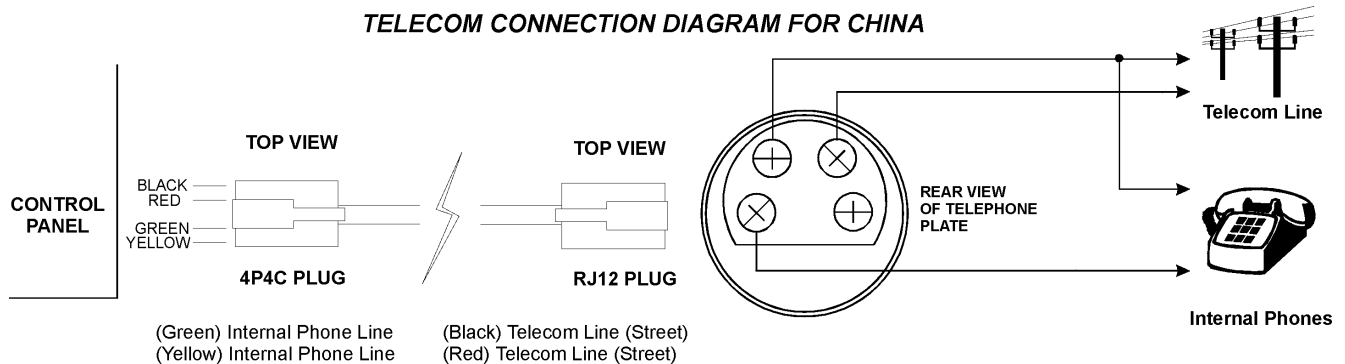 TELECOM CONNECTION DIAGRAM FOR CHINA
Telecom Line
TOP VIEW
TOP VIEW
BLACK
RED
GREEN
YELLOW
CONTROL
PANEL
REAR VIEW
OF TELEPHONE
PLATE
4P4C PLUG
RJ12 PLUG
Internal Phones
(Green) Internal Phone Line
(Yellow) Internal Phone Line
(Black) Telecom Line (Street)
(Red) Telecom Line (Street)